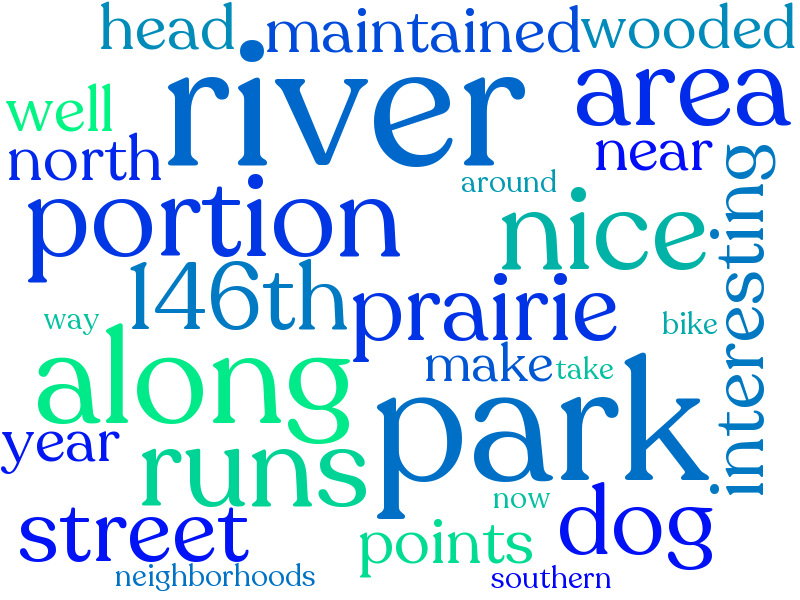 head maintained wooded
river area
well
north near
around
portion nice
interesting
146th prairie
way bike
along make take
park
year runs
now
street points dog
neighborhoods southern